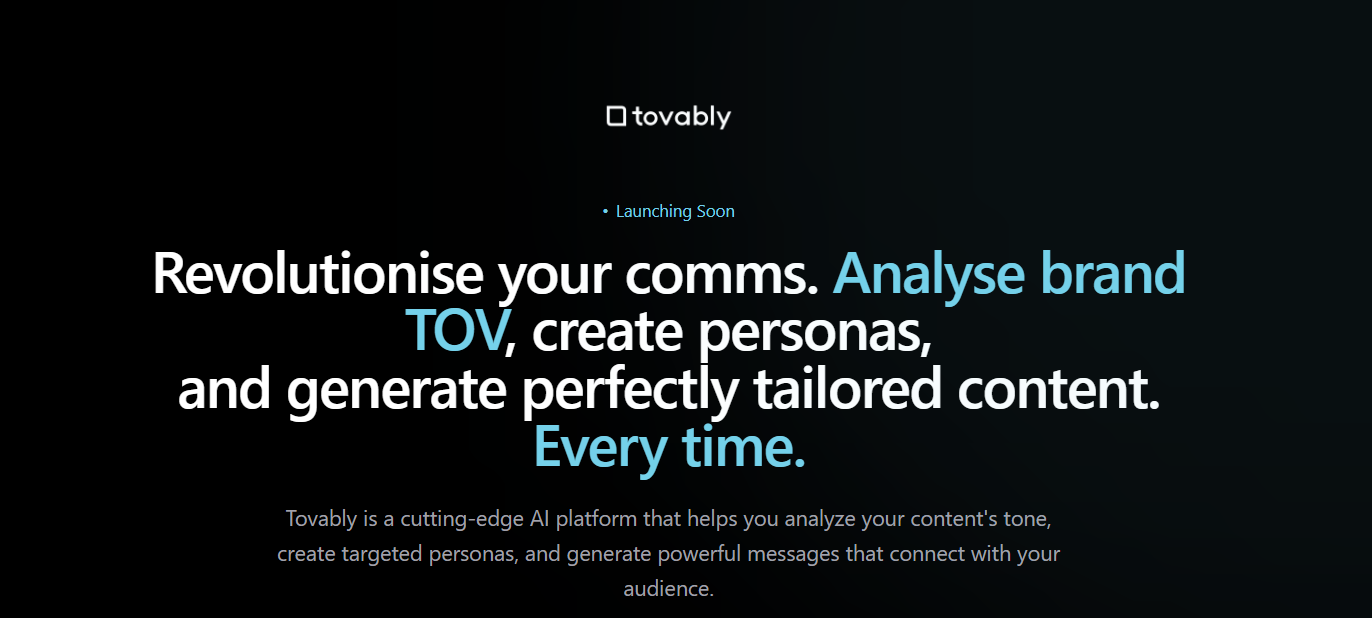 tovably
• Launching Soon
Revolutionise your comms. Analyse brand
TOV, create personas,
and generate perfectly tailored content.
Every time.
Tovably is a cutting-edge AI platform that helps you analyze your content's tone,
create targeted personas, and generate powerful messages that connect with your
audience.